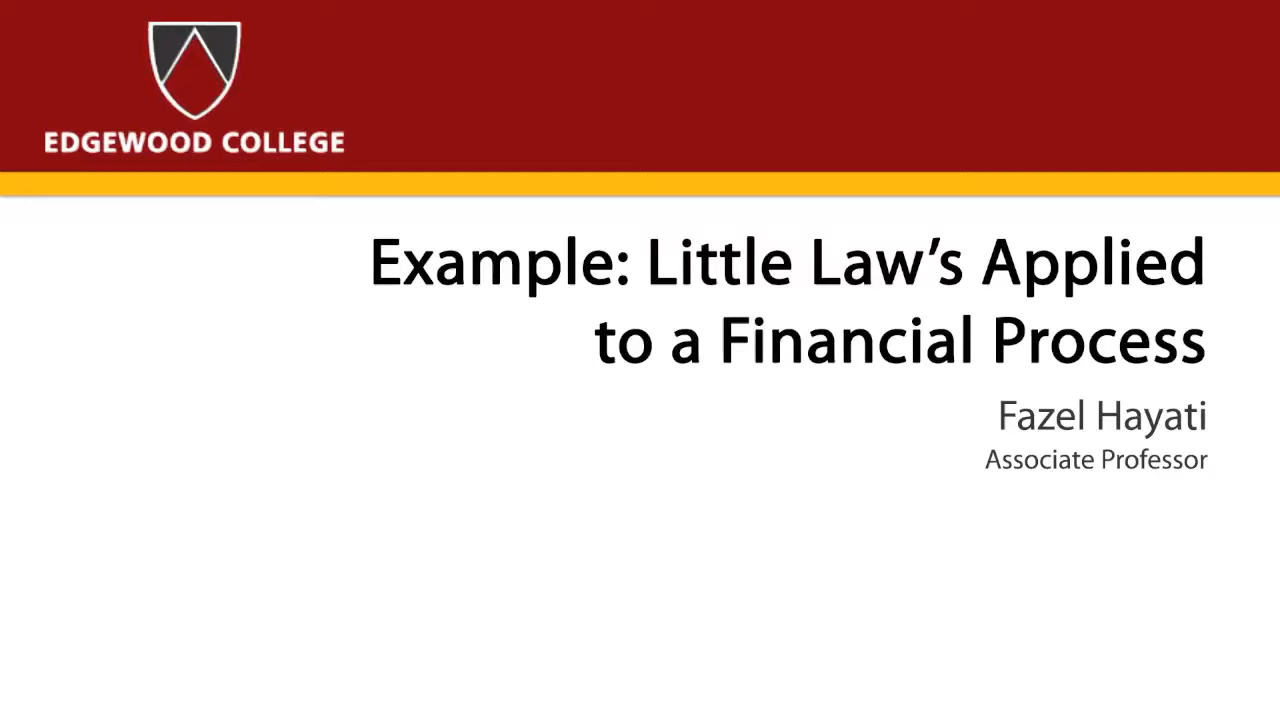 EDGEWOOD COLLEGE
Example: Little Law’s Applied
to a Financial Process
Fazel Hayati
Associate Professor